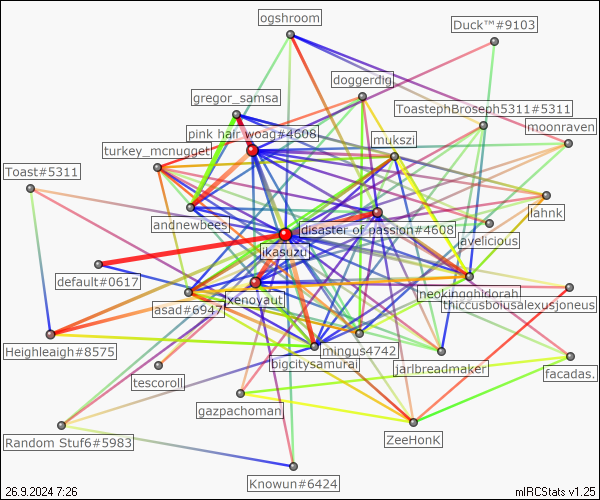 ogshroom
Duck™#9103
doggerdig
gregor_samsa
ToastephBroseph5311#5311
pink hair woag#4608
moonraven
mukszi
turkey_mcnugget
Toast#5311
lahnk
andnewbees
disaster of passion#4608
avelicious
ikasuzu
default#0617
neokingghidorah
xenoyaut
thiccusbousalexusjoneus
asad#6947
Heighleaigh#8575
mingus4742
bigcitysamurai
jarlbreadmaker
facadas.
tescoroll
gazpachoman
Random Stuf6#5983
ZeeHonK
Knowun#6424
26.9.2024 7:26
mIRCStats v1.25